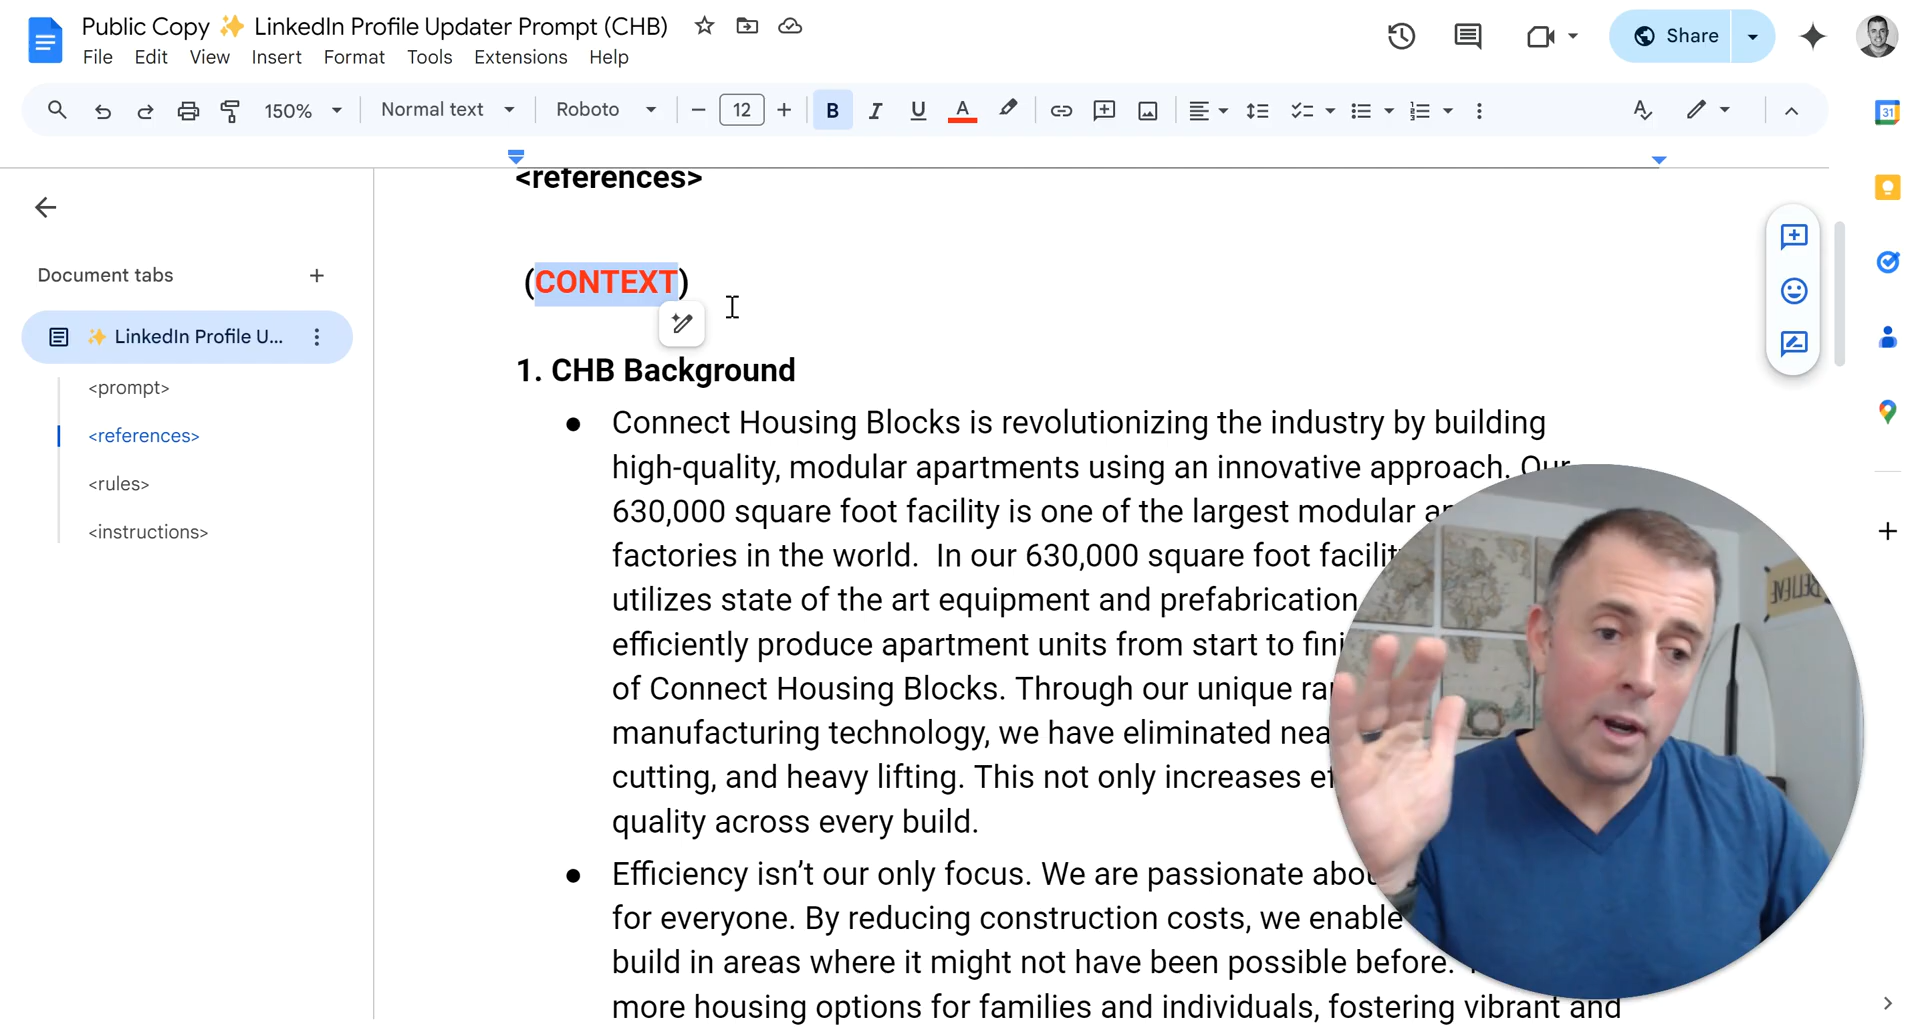 Public Copy ✨ LinkedIn Profile Updater Prompt (CHB)
File Edit View Insert Format Tools Extensions Help
Share
150% Normal text Roboto 12 B I U A
<references>
Document tabs
(CONTEXT)
✨ LinkedIn Profile U...
<prompt>
<references>
<rules>
<instructions>
1. CHB Background
● Connect Housing Blocks is revolutionizing the industry by building
high-quality, modular apartments using an innovative approach. Our
630,000 square foot facility is one of the largest modular
factories in the world. In our 630,000 square foot
utilizes state of the art equipment and prefabrication
efficiently produce apartment units from start to
of Connect Housing Blocks. Through our unique
manufacturing technology, we have eliminated
cutting, and heavy lifting. This not only increases
quality across every build.
● Efficiency isn’t our only focus. We are passionate
for everyone. By reducing construction costs, we enable
build in areas where it might not have been possible before.
more housing options for families and individuals, fostering vibrant and
31
BELIEVE